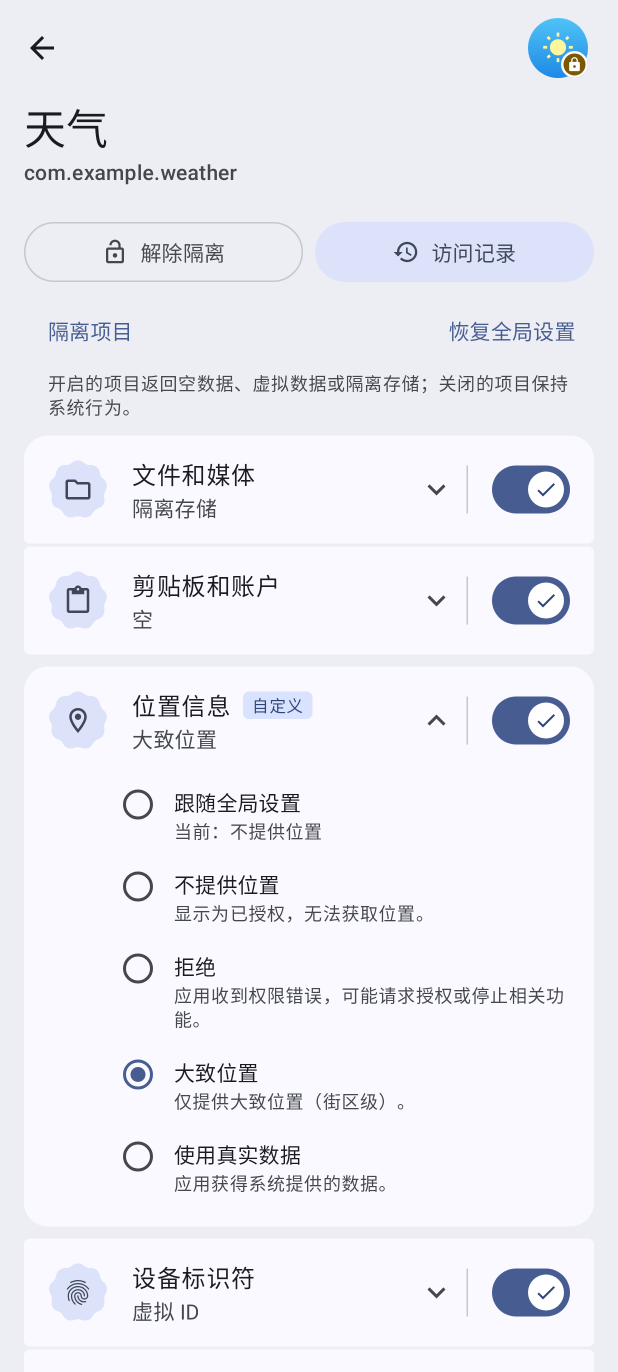 天气
com.example.weather
解除隔离
访问记录
隔离项目
恢复全局设置
开启的项目返回空数据、虚拟数据或隔离存储；关闭的项目保持
系统行为。
文件和媒体
隔离存储
剪贴板和账户
空
位置信息 自定义
大致位置
跟随全局设置
当前：不提供位置
不提供位置
显示为已授权，无法获取位置。
拒绝
应用收到权限错误，可能请求授权或停止相关功
能。
大致位置
仅提供大致位置（街区级）。
使用真实数据
应用获得系统提供的数据。
设备标识符
虚拟 ID